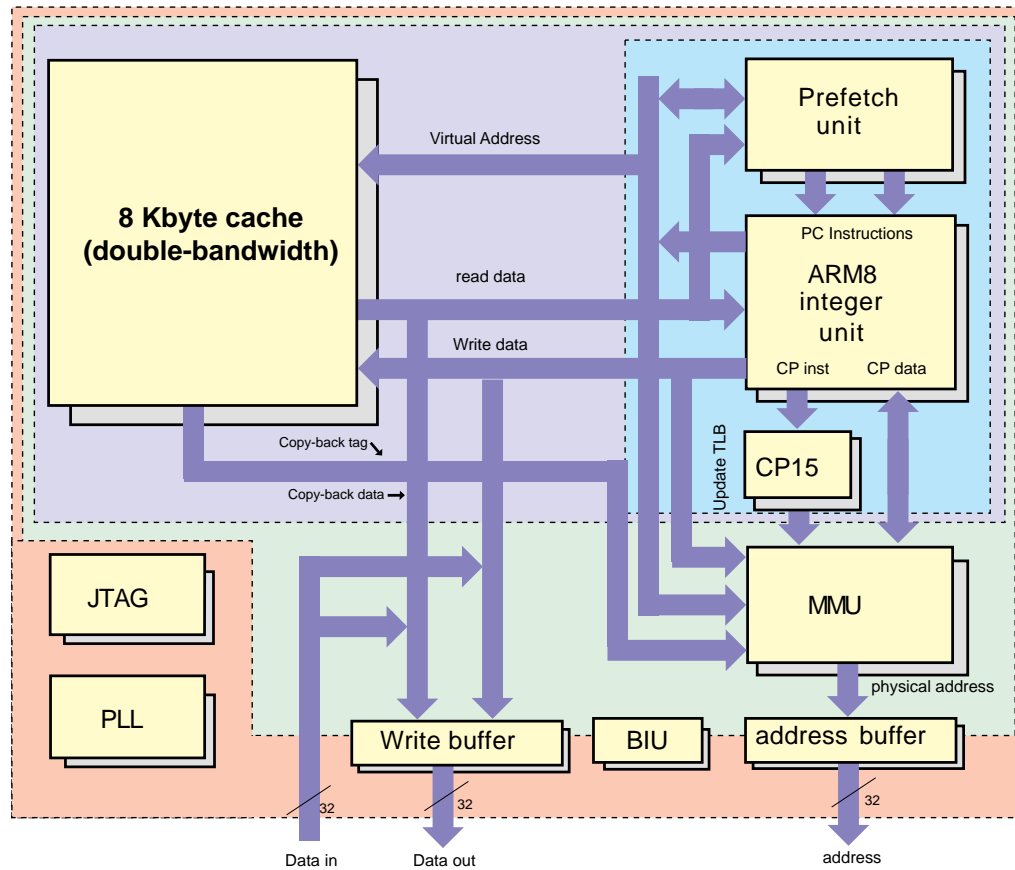 Prefetch
unit
Virtual Address
8 Kbyte cache
(double-bandwidth)
PC Instructions
ARM8
integer
unit
read data
Write data
CP inst
CP data
Copy-back tag
CP15
Update TLB
Copy-back data
JTAG
MMU
physical address
PLL
Write buffer
BIU
address buffer
32
32
32
Data in
Data out
address